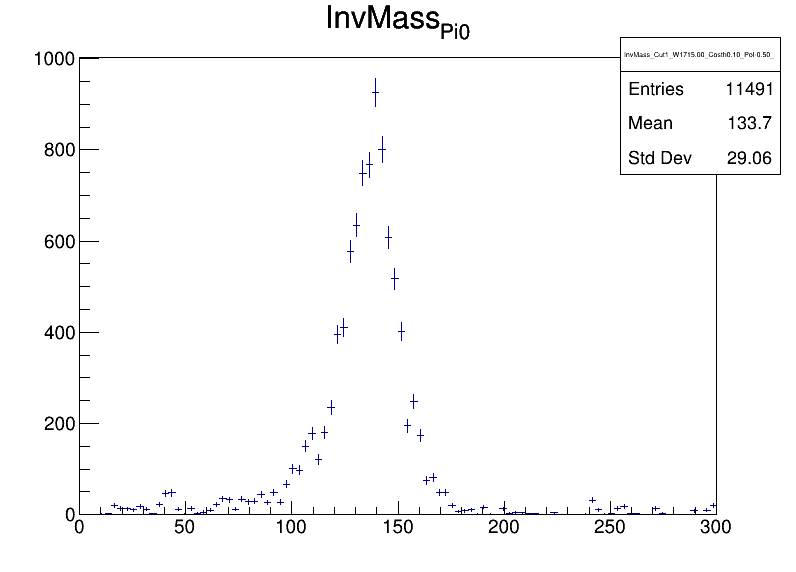 InvMass_Pi0
InvMass_Cut1_W1715.00_Costh0.10_Pol-0.50_
Entries 11491
Mean 133.7
Std Dev 29.06
1000
800
600
400
200
0
0 50 100 150 200 250 300